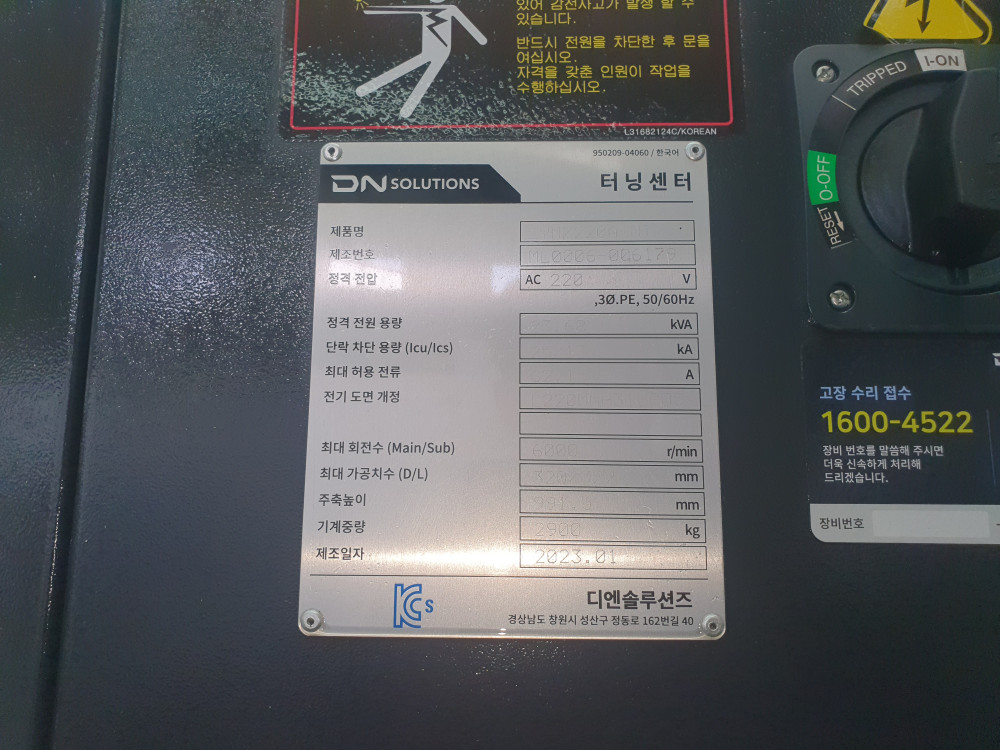 있어 감전사고가 발생 할 수
있습니다.
반드시 전원을 차단한 후 문을
여십시오.
자격을 갖춘 인원이 작업을
수행하십시오.
L31682124C/KOREAN
TRIPPED
I-ON
O-OFF
RESET
950209-04060 / 한국어
DN SOLUTIONS
터닝센터
제품명
제조번호
정격 전압 AC 220 V
,3Ø.PE, 50/60Hz
정격 전원 용량 kVA
단락 차단 용량 (Icu/Ics) kA
최대 허용 전류 A
전기 도면 개정
최대 회전수 (Main/Sub) 6000 r/min
최대 가공치수 (D/L) mm
주축높이 mm
기계중량 2900 kg
제조일자 2023.01
KCs
디엔솔루션즈
경상남도 창원시 성산구 정동로 162번길 40
고장 수리 접수
1600-4522
장비 번호를 말씀해 주시면
더욱 신속하게 처리해
드리겠습니다.
장비번호